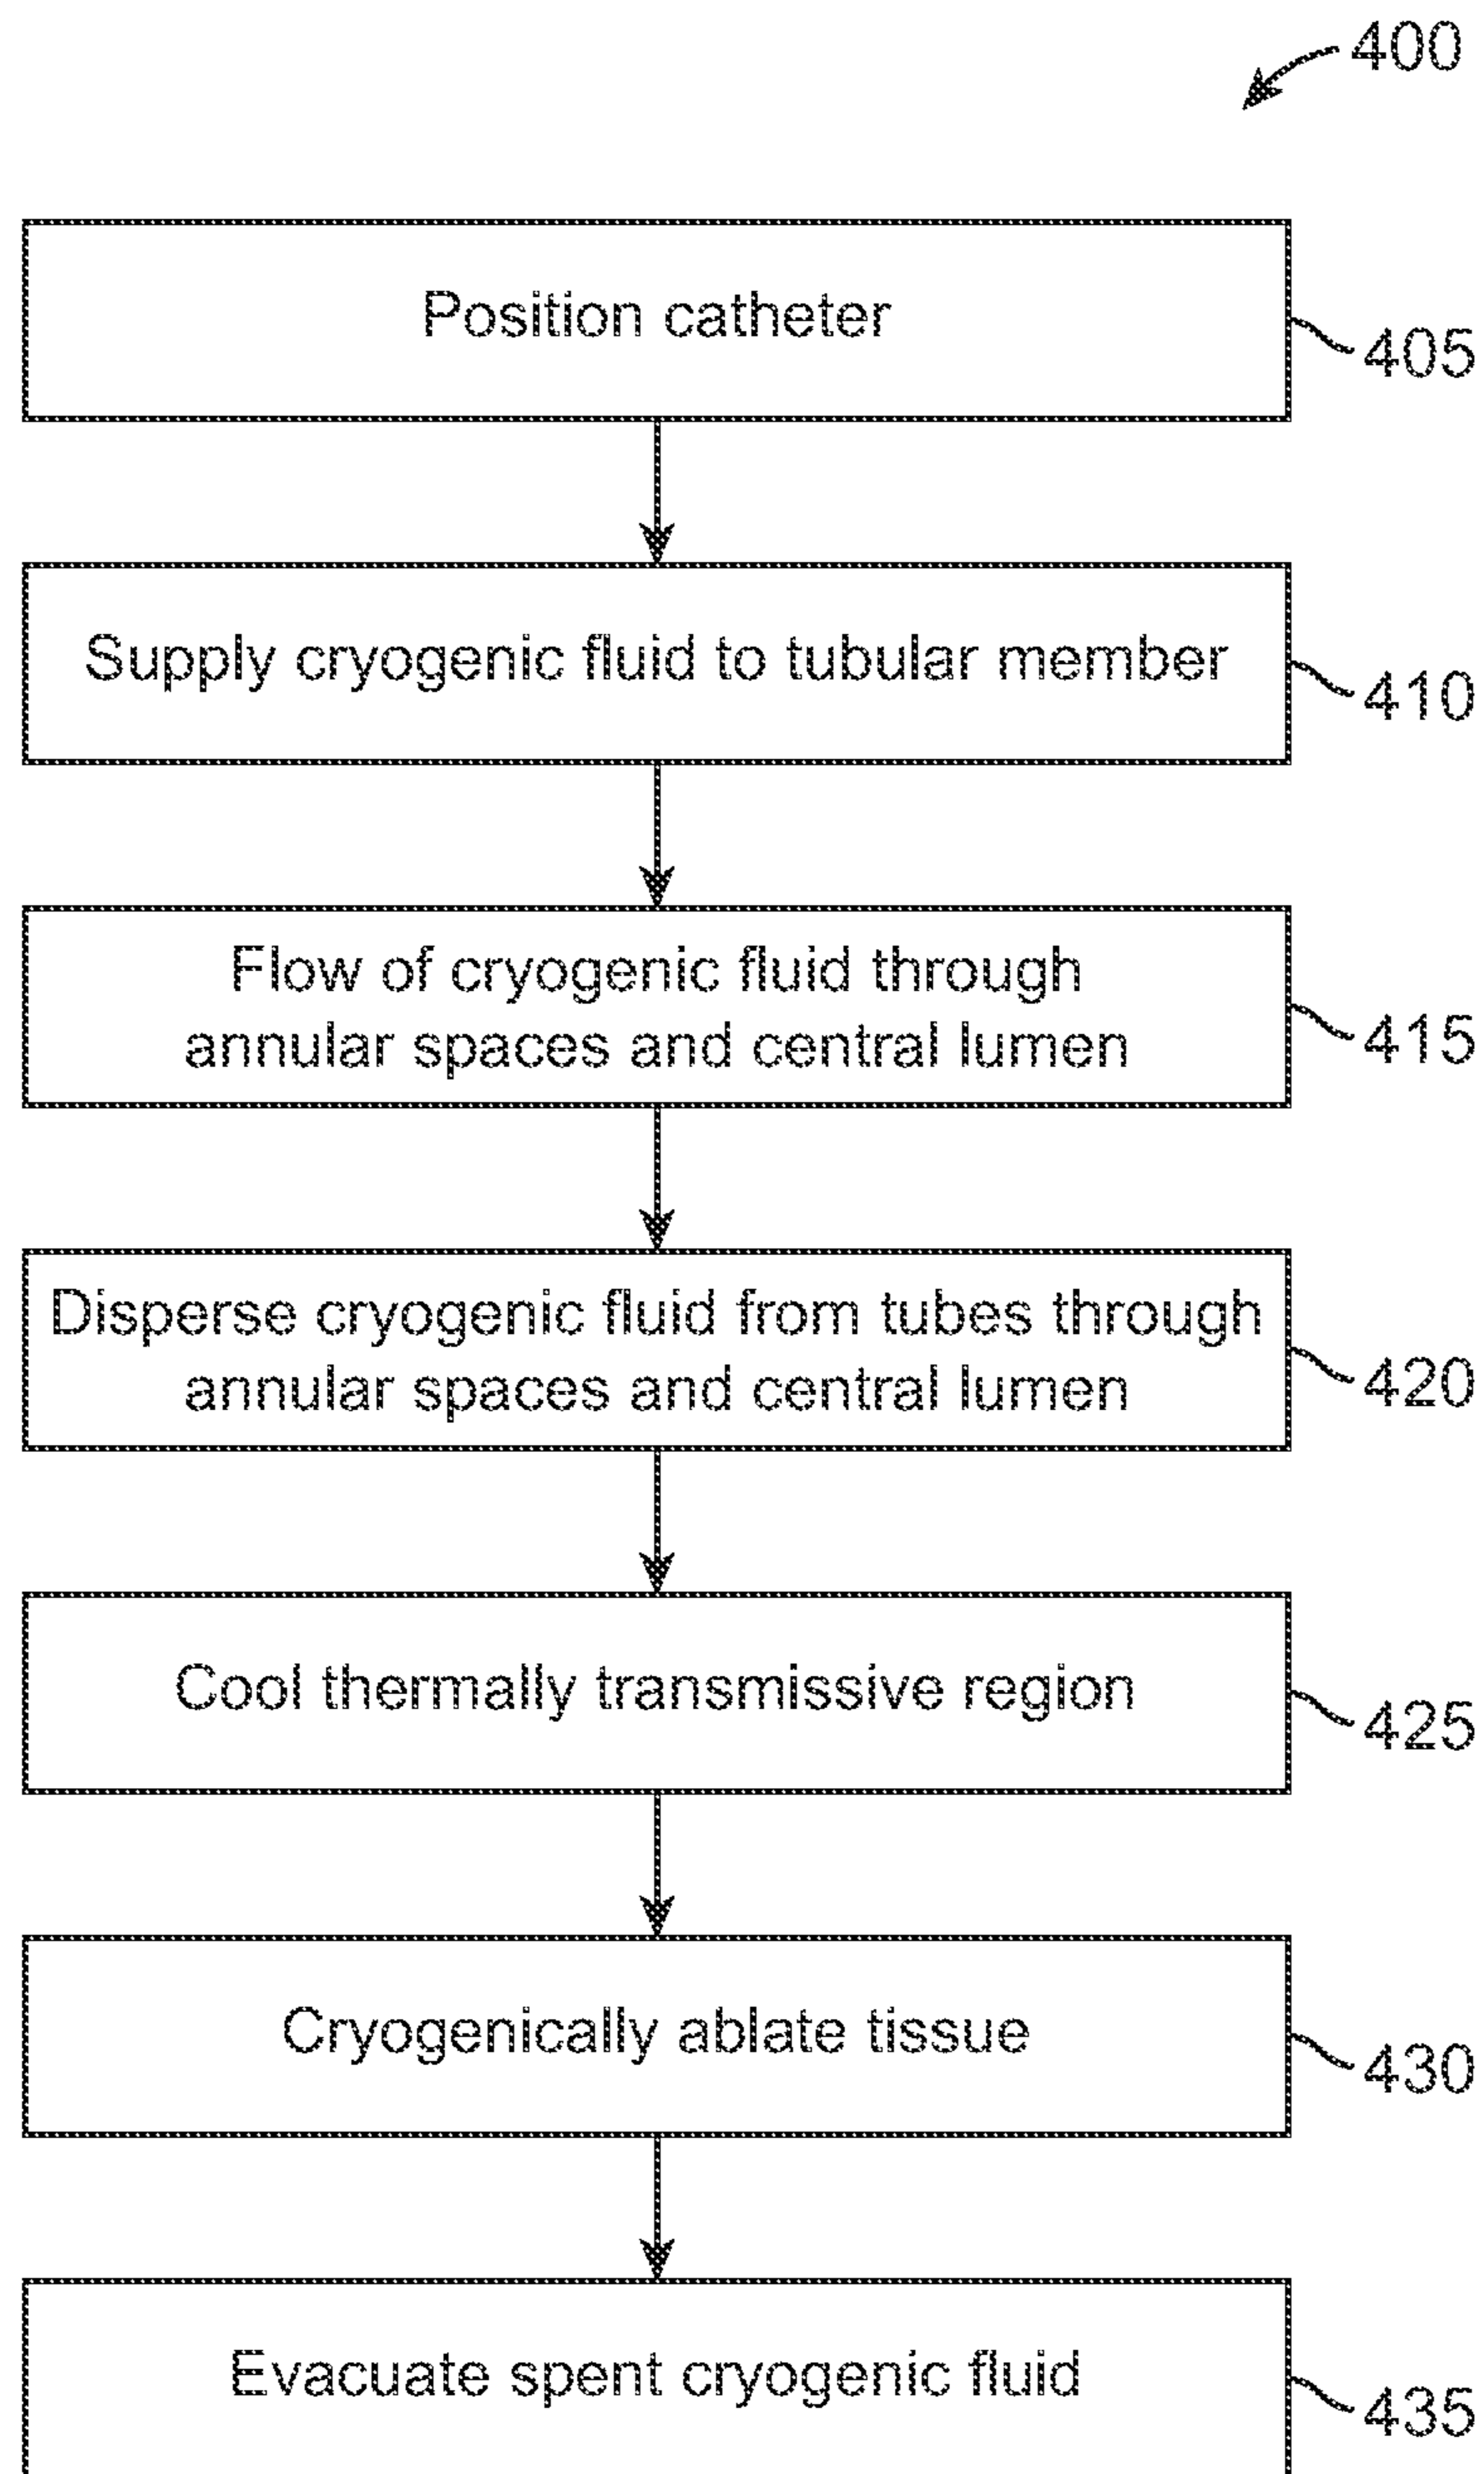 400
Position catheter
405
Supply cryogenic fluid to tubular member
410
Flow of cryogenic fluid through
annular spaces and central lumen
415
Disperse cryogenic fluid from tubes through
annular spaces and central lumen
420
Cool thermally transmissive region
425
Cryogenically ablate tissue
430
Evacuate spent cryogenic fluid
435